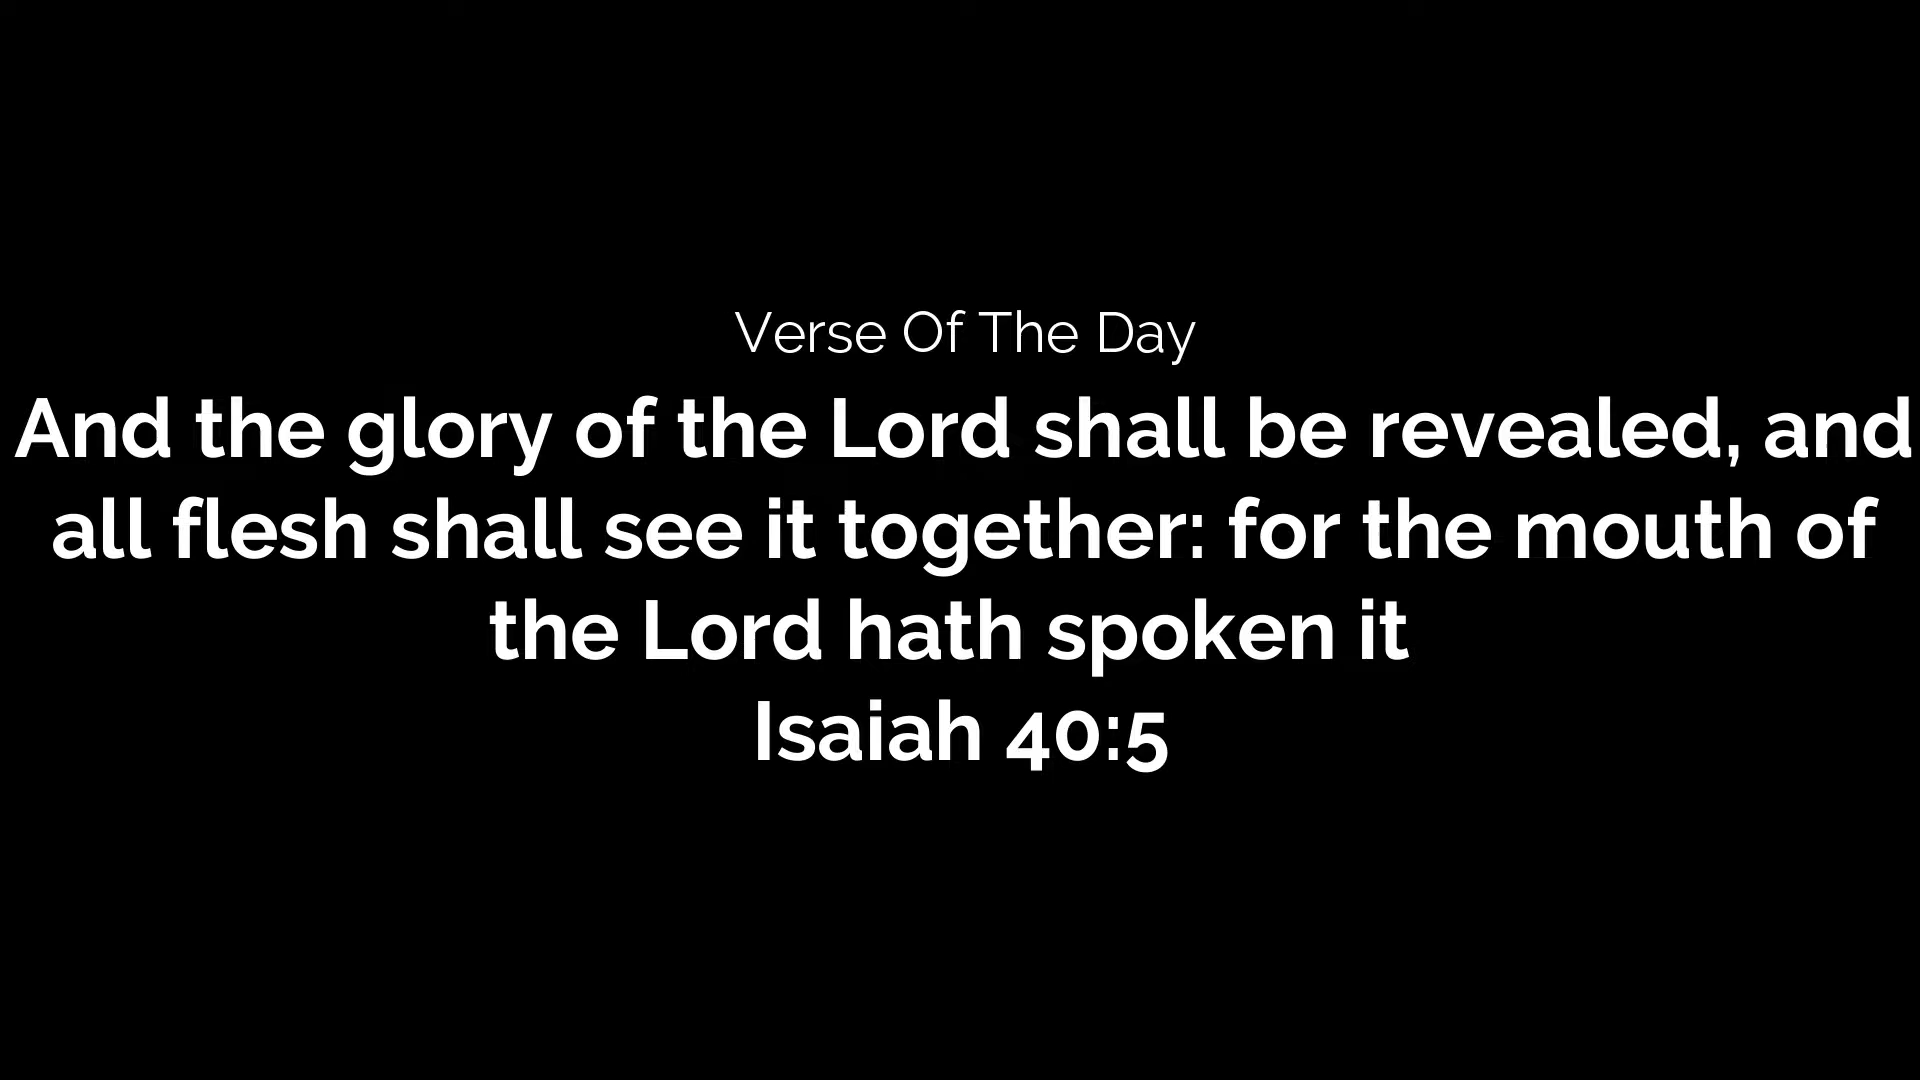 Verse Of The Day
And the glory of the Lord shall be revealed, and
all flesh shall see it together: for the mouth of
the Lord hath spoken it
Isaiah 40:5